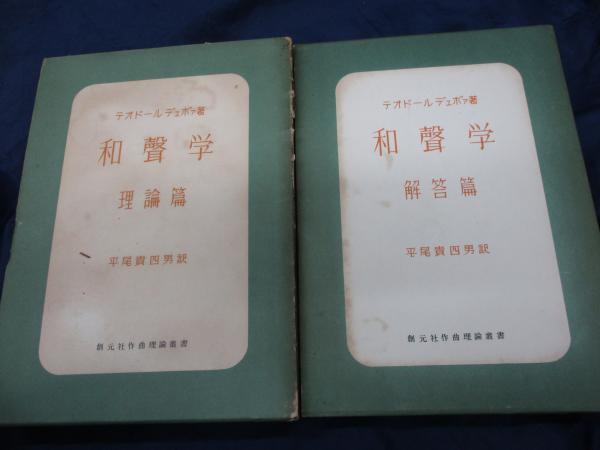 テオドールデュボァ著
和聲学
理論篇
平尾貴四男訳
創元社作曲理論叢書
テオドールデュボァ著
和聲学
解答篇
平尾貴四男訳
創元社作曲理論叢書